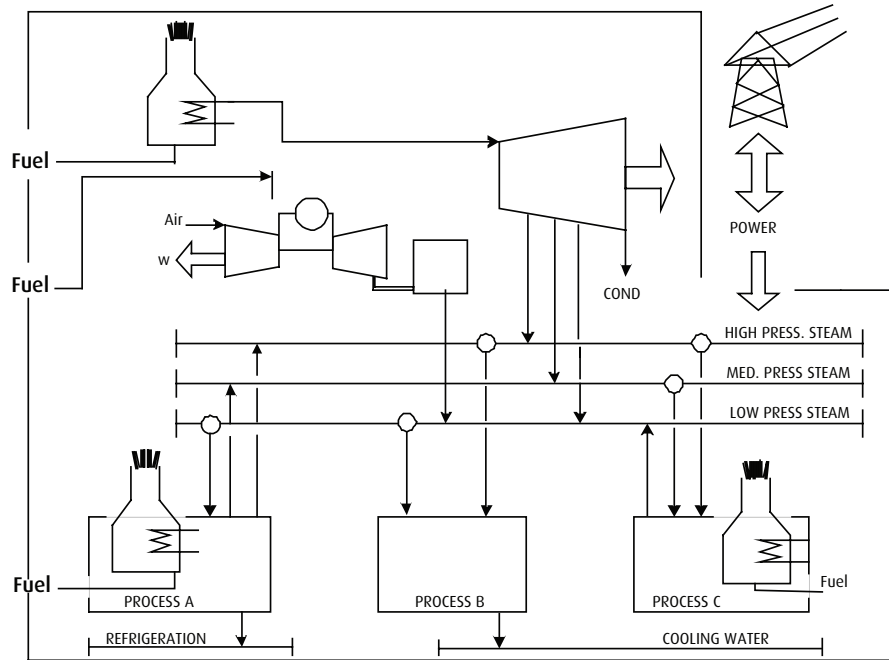 Fuel
Air
w
Fuel
COND
POWER
HIGH PRESS. STEAM
MED. PRESS STEAM
LOW PRESS STEAM
Fuel
PROCESS A
PROCESS B
PROCESS C
Fuel
REFRIGERATION
COOLING WATER